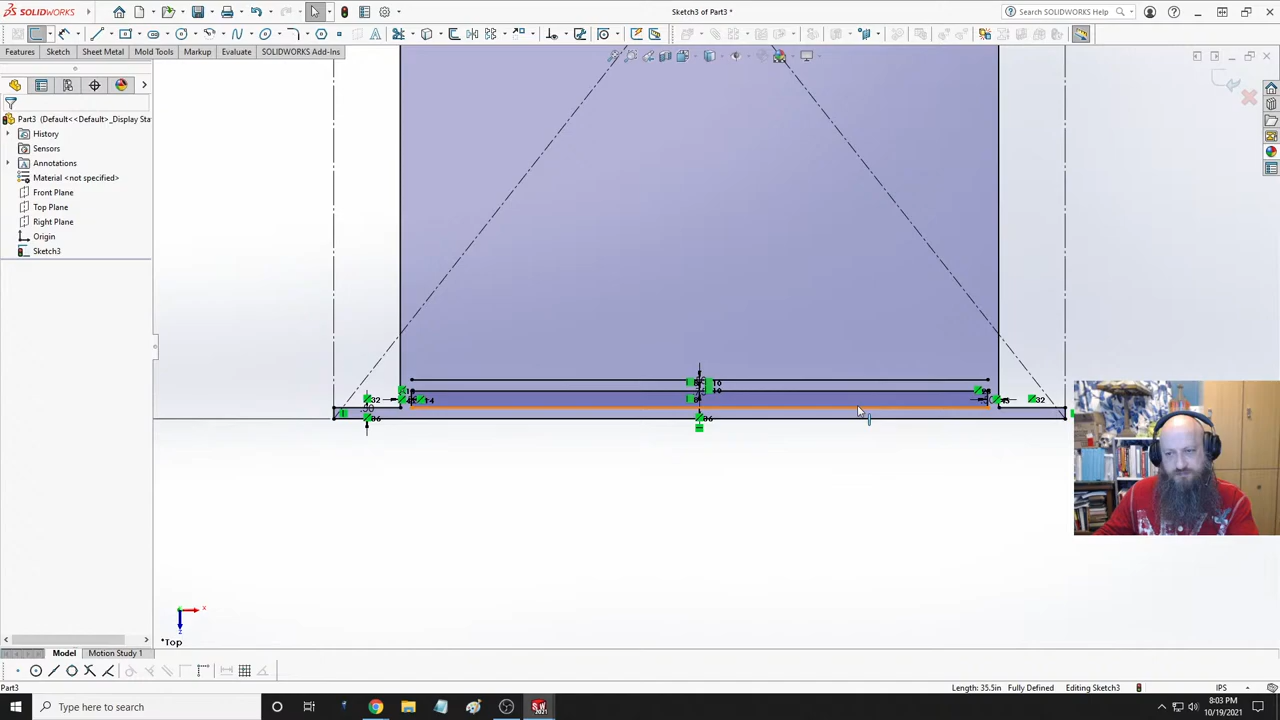 SOLIDWORKS
Sketch3 of Part3 *
Search SOLIDWORKS Help
Features
Sketch
Sheet Metal
Mold Tools
Markup
Evaluate
SOLIDWORKS Add-Ins
Part3 (Default<<Default>_Display Sta
History
Sensors
Annotations
Material <not specified>
Front Plane
Top Plane
Right Plane
Origin
Sketch3
x
z
*Top
Model
Motion Study 1
Part3
Length: 35.5in
Fully Defined
Editing Sketch3
IPS
Type here to search
8:03 PM
10/19/2021